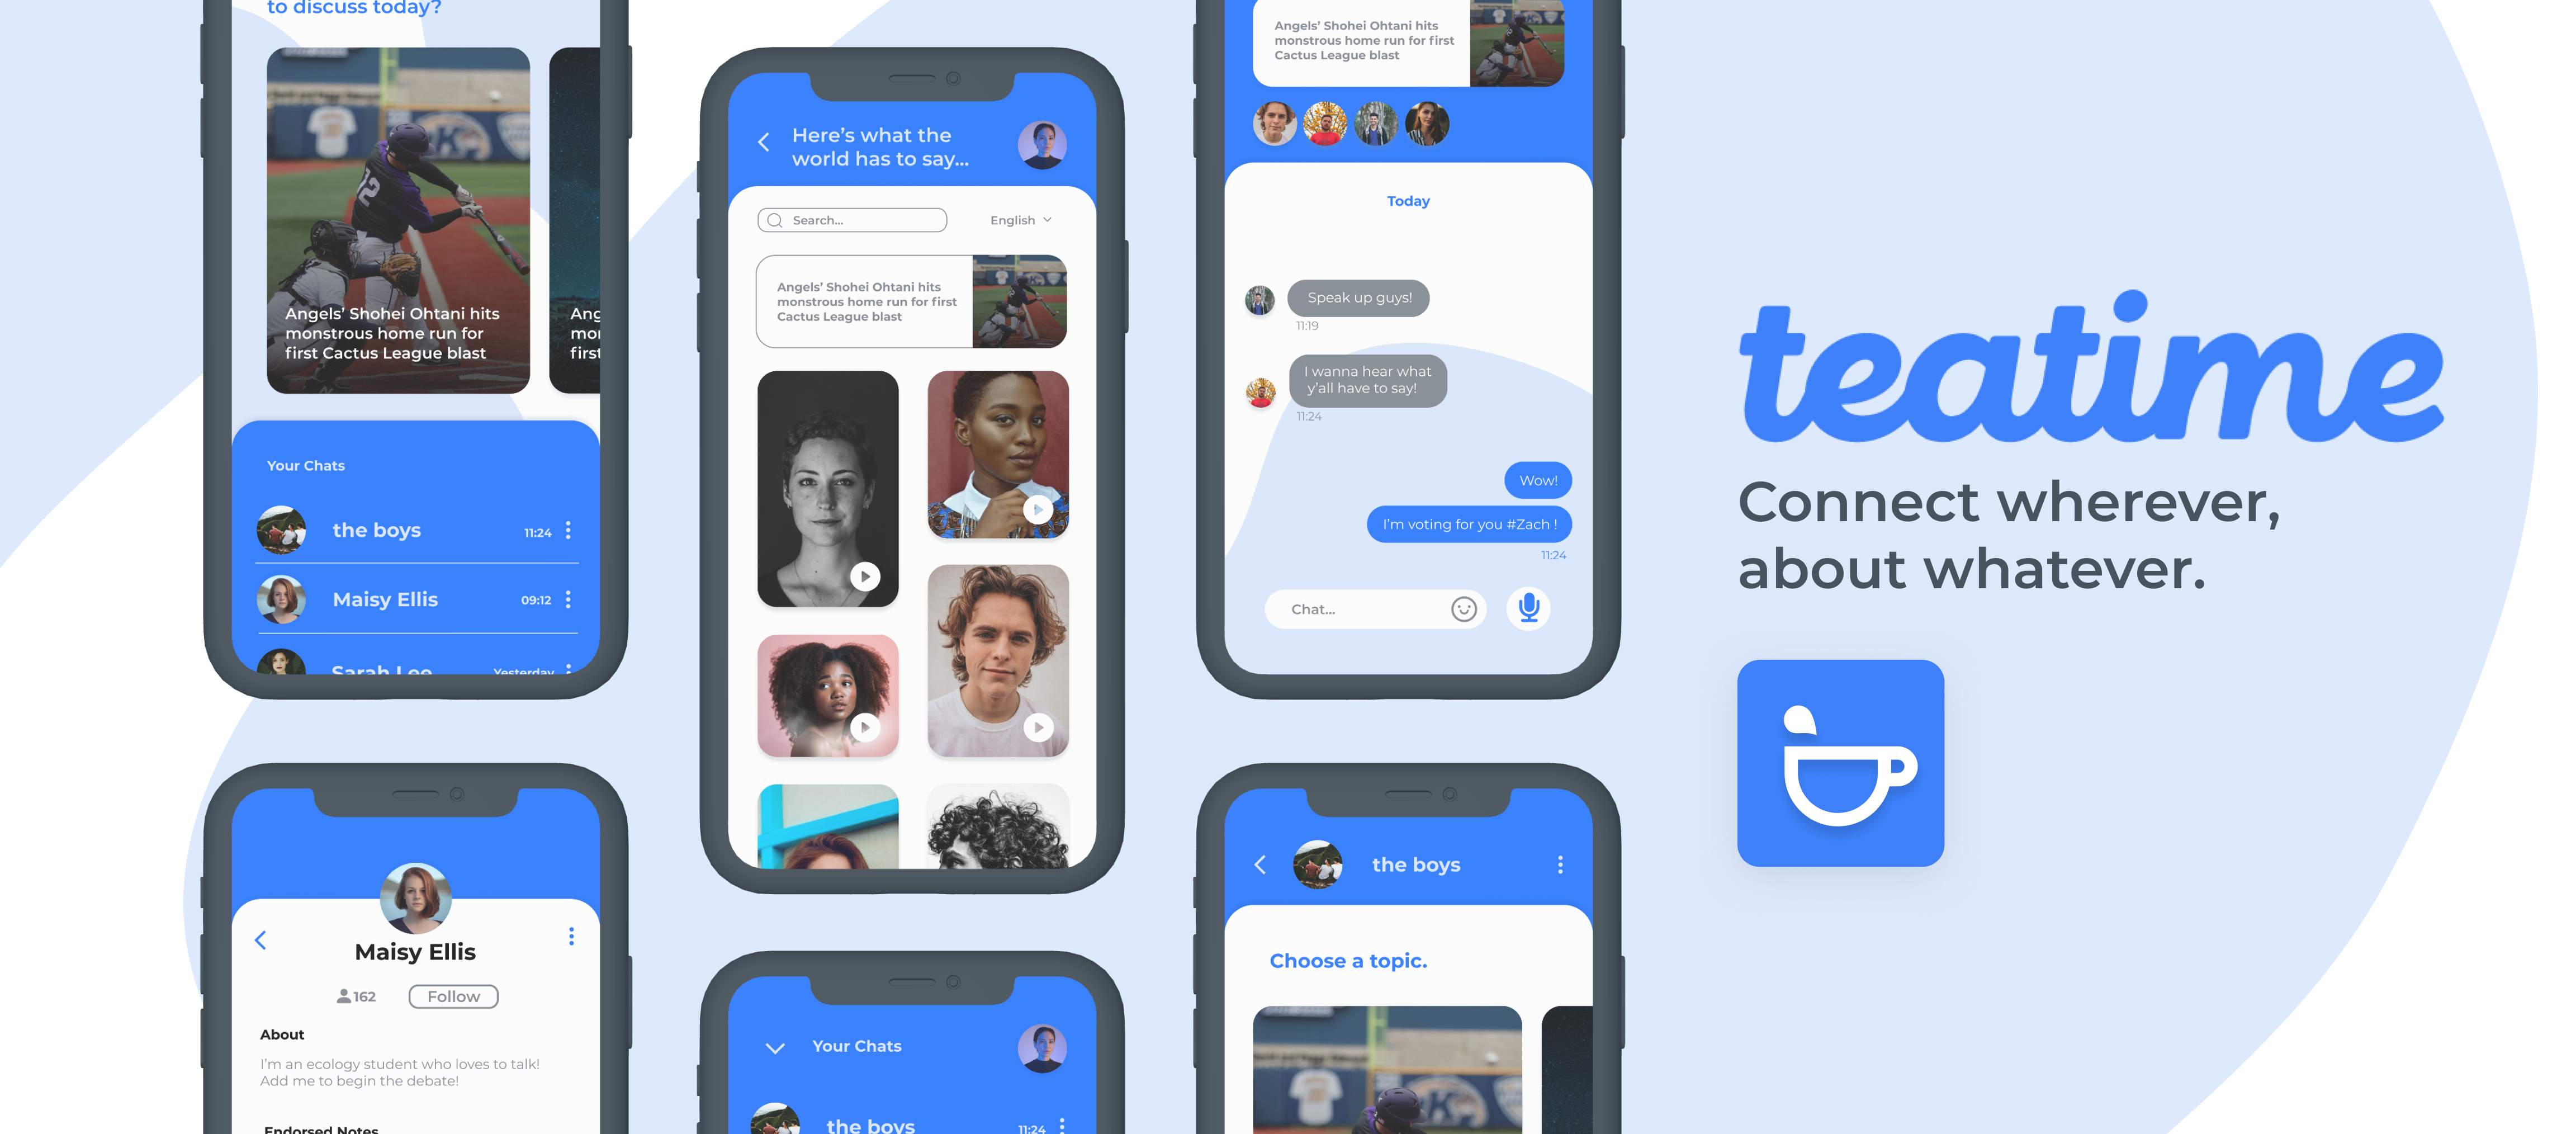 to discuss today?
Angels' Shohei Ohtani hits
monstrous home run for
first Cactus League blast
Ang
mor
first
Your Chats
the boys
11:24
Maisy Ellis
09:12
Sarah Lee
Yesterday
Maisy Ellis
162
Follow
About
I'm an ecology student who loves to talk!
Add me to begin the debate!
Endorsed Notes
Here's what the
world has to say...
Search...
English
Angels' Shohei Ohtani hits
monstrous home run for first
Cactus League blast
Your Chats
the boys
11:24
Angels' Shohei Ohtani hits
monstrous home run for first
Cactus League blast
Today
Speak up guys!
11:19
I wanna hear what
y'all have to say!
11:24
Wow!
I'm voting for you #Zach !
11:24
Chat...
the boys
Choose a topic.
teatime
Connect wherever,
about whatever.
12